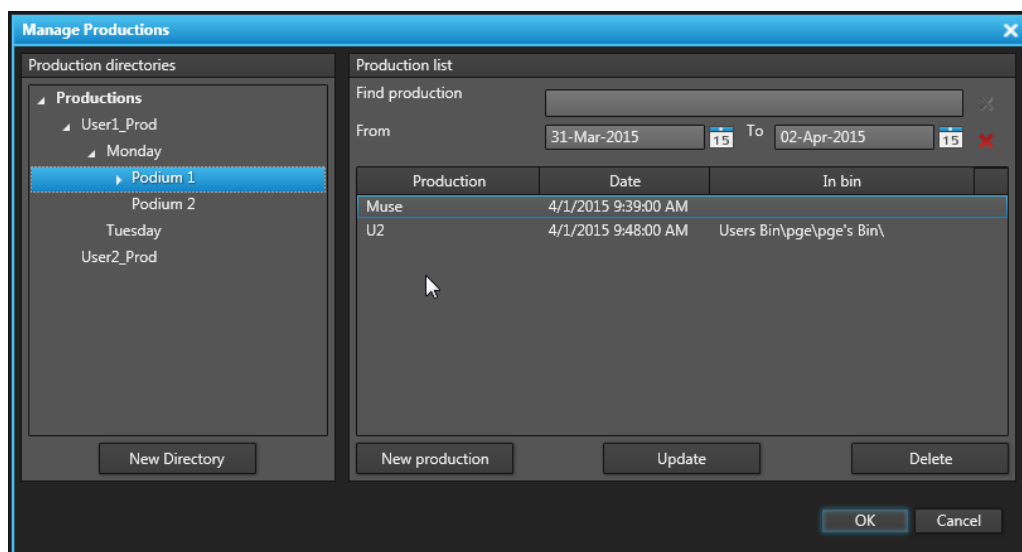 Manage Productions
Production directories
Productions
User1_Prod
Monday
Podium 1
Podium 2
Tuesday
User2_Prod
New Directory
Production list
Find production
From 31-Mar-2015 15 To 02-Apr-2015 15
Production Date In bin
Muse 4/1/2015 9:39:00 AM
U2 4/1/2015 9:48:00 AM Users Bin\pge\pge's Bin\
New production Update Delete
OK Cancel